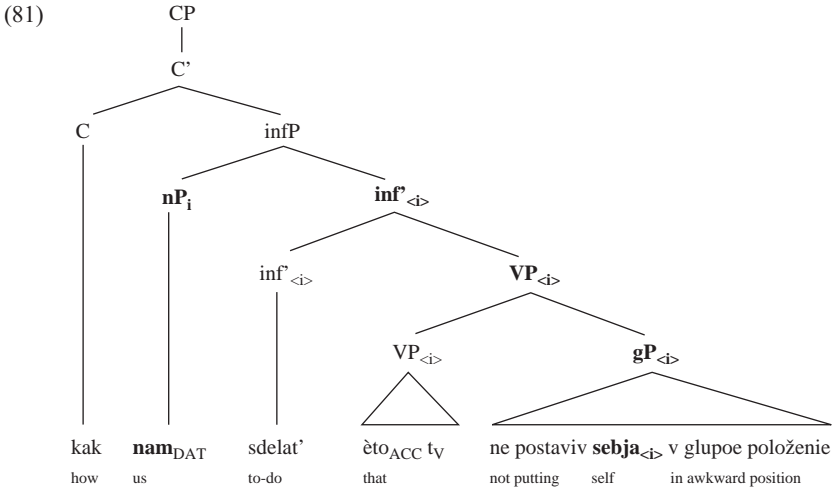 (81) CP
C'
C infP
nP_i inf'_<i>
inf'_<i> VP_<i>
VP_<i> gP_<i>
kak nam_DAT sdelat' èto_ACC t_V ne postaviv sebja_<i> v glupoe položenie
how us to-do that not putting self in awkward position